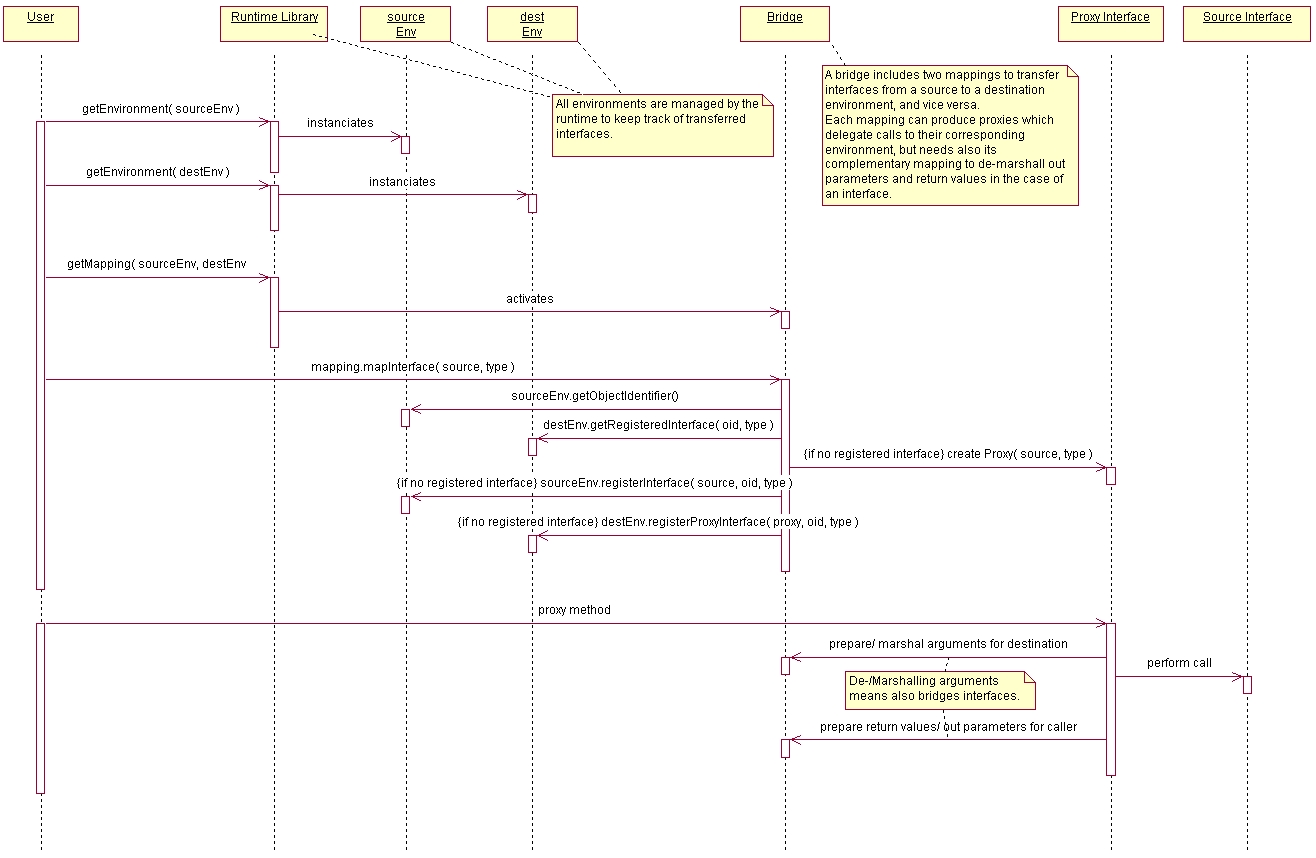 User
Runtime Library
source
Env
dest
Env
Bridge
Proxy Interface
Source Interface
A bridge includes two mappings to transfer
interfaces from a source to a destination
environment, and vice versa.
Each mapping can produce proxies which
delegate calls to their corresponding
environment, but needs also its
complementary mapping to de-marshall out
parameters and return values in the case of
an interface.
All environments are managed by the
runtime to keep track of transferred
interfaces.
getEnvironment( sourceEnv )
instanciates
getEnvironment( destEnv )
instanciates
getMapping( sourceEnv, destEnv
activates
mapping.mapInterface( source, type )
sourceEnv.getObjectIdentifier()
destEnv.getRegisteredInterface( oid, type )
{if no registered interface} create Proxy( source, type )
{if no registered interface} sourceEnv.registerInterface( source, oid, type )
{if no registered interface} destEnv.registerProxyInterface( proxy, oid, type )
proxy method
prepare/ marshal arguments for destination
perform call
De-/Marshalling arguments
means also bridges interfaces.
prepare return values/ out parameters for caller